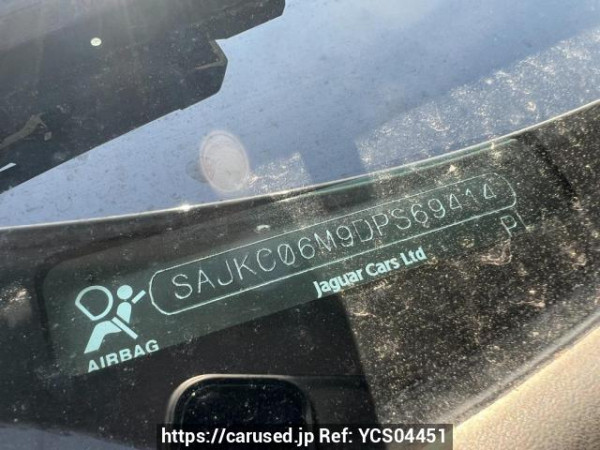 SAJKC06M9DPS69414
PI
Jaguar Cars Ltd
AIRBAG
https://carused.jp Ref: YCS04451